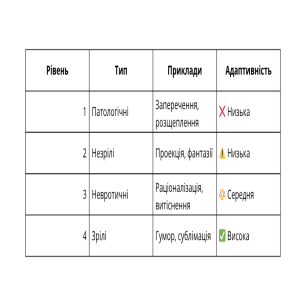 Рівень Тип Приклади Адаптивність
1 Патологічні Заперечення, розщеплення ❌ Низька
2 Незрілі Проекція, фантазії ⚠️ Низька
3 Невротичні Раціоналізація, витіснення 😔 Середня
4 Зрілі Гумор, сублімація ✅ Висока